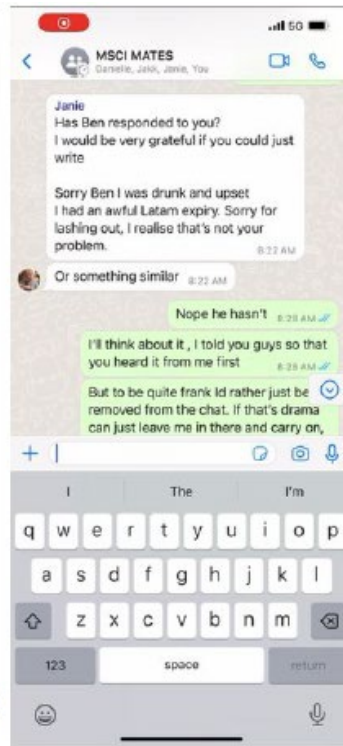 5G
MSCI MATES
Danielle, Jakk, Janie, You
Janie
Has Ben responded to you?
I would be very grateful if you could just
write
Sorry Ben I was drunk and upset
I had an awful Latam expiry. Sorry for
lashing out, I realise that's not your
problem.
8:22 AM
Or something similar 8:22 AM
Nope he hasn't 8:28 AM
I'll think about it , I told you guys so that
you heard it from me first
8:28 AM
But to be quite frank Id rather just be
removed from the chat. If that's drama
can just leave me in there and carry on,
I The I'm
q w e r t y u i o p
a s d f g h j k l
z x c v b n m
123 space return